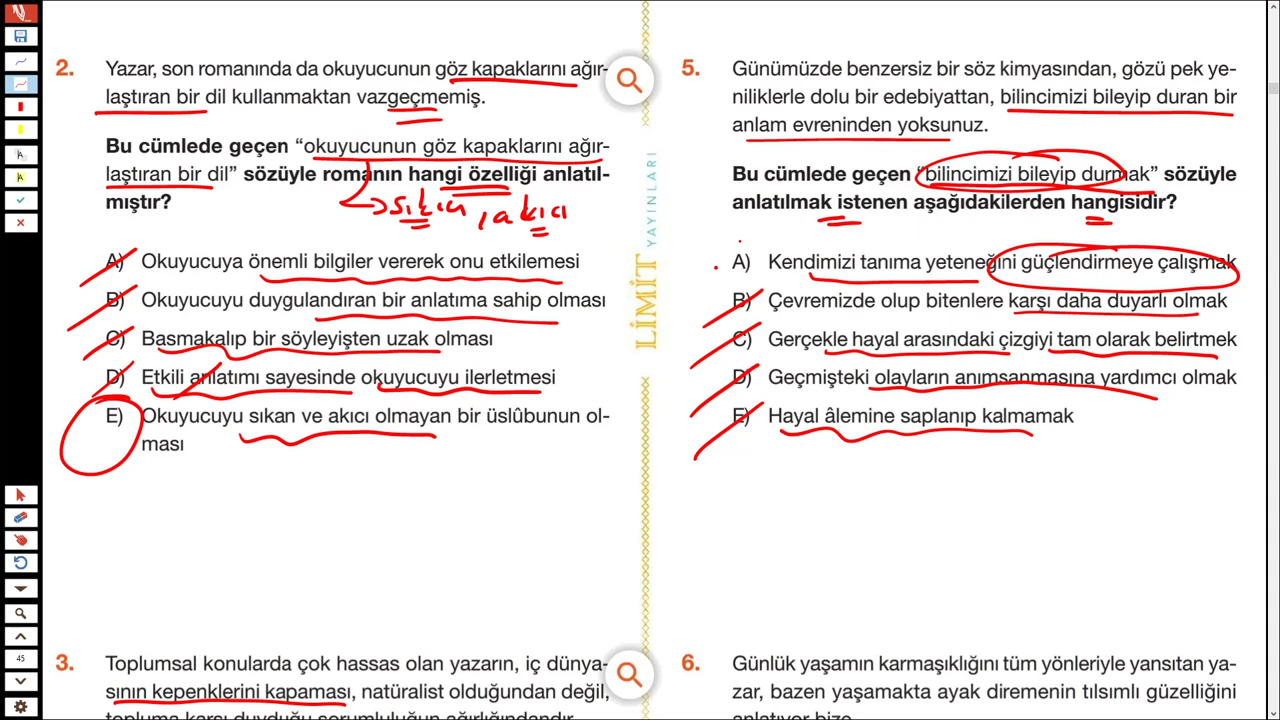 2. Yazar, son romanında da okuyucunun göz kapaklarını ağır-
laştıran bir dil kullanmaktan vazgeçmemiş.
Bu cümlede geçen “okuyucunun göz kapaklarını ağır-
laştıran bir dil” sözüyle romanın hangi özelliği anlatıl-
mıştır?
sıkıcı, akıcı
A) Okuyucuya önemli bilgiler vererek onu etkilemesi
B) Okuyucuyu duygulandıran bir anlatıma sahip olması
C) Basmakalıp bir söyleyişten uzak olması
D) Etkili anlatımı sayesinde okuyucuyu ilerletmesi
E) Okuyucuyu sıkan ve akıcı olmayan bir üslûbunun ol-
ması
3. Toplumsal konularda çok hassas olan yazarın, iç dünya-
sının kepenklerini kapaması, natüralist olduğundan değil,
topluma karşı duyduğu sorumluluğun ağırlığındandır.
LİMİT YAYINLARI
5. Günümüzde benzersiz bir söz kimyasından, gözü pek ye-
niliklerle dolu bir edebiyattan, bilincimizi bileyip duran bir
anlam evreninden yoksunuz.
Bu cümlede geçen “bilincimizi bileyip durmak” sözüyle
anlatılmak istenen aşağıdakilerden hangisidir?
A) Kendimizi tanıma yeteneğini güçlendirmeye çalışmak
B) Çevremizde olup bitenlere karşı daha duyarlı olmak
C) Gerçekle hayal arasındaki çizgiyi tam olarak belirtmek
D) Geçmişteki olayların anımsanmasına yardımcı olmak
E) Hayal âlemine saplanıp kalmamak
6. Günlük yaşamın karmaşıklığını tüm yönleriyle yansıtan ya-
zar, bazen yaşamakta ayak diremenin tılsımlı güzelliğini
anlatıyor bize.
45